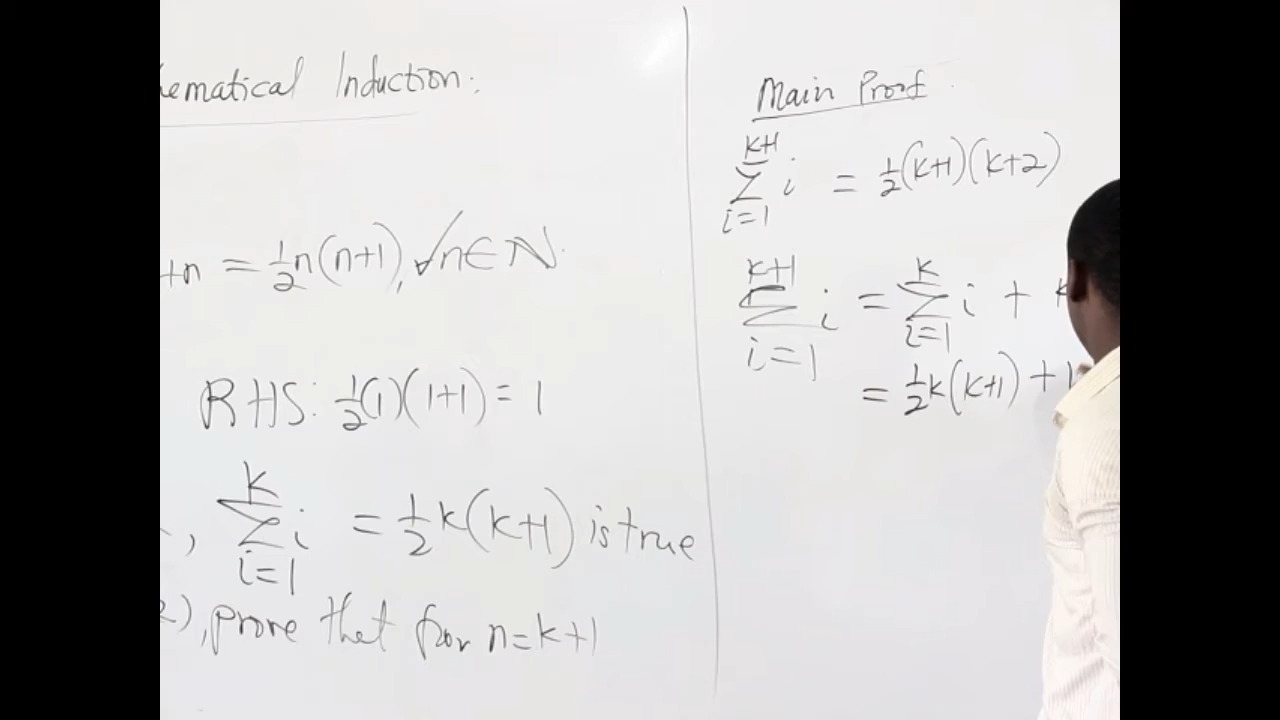 hematical Induction.
+n = ½n(n+1), ∀n∈ℕ.
RHS: ½(1)(1+1) = 1
, ∑_{i=1}^{k} i = ½k(k+1) is true
), prove that for n=k+1
Main Proof
∑_{i=1}^{k+1} i = ½(k+1)(k+2)
∑_{i=1}^{k+1} i = ∑_{i=1}^{k} i + k
= ½k(k+1) +